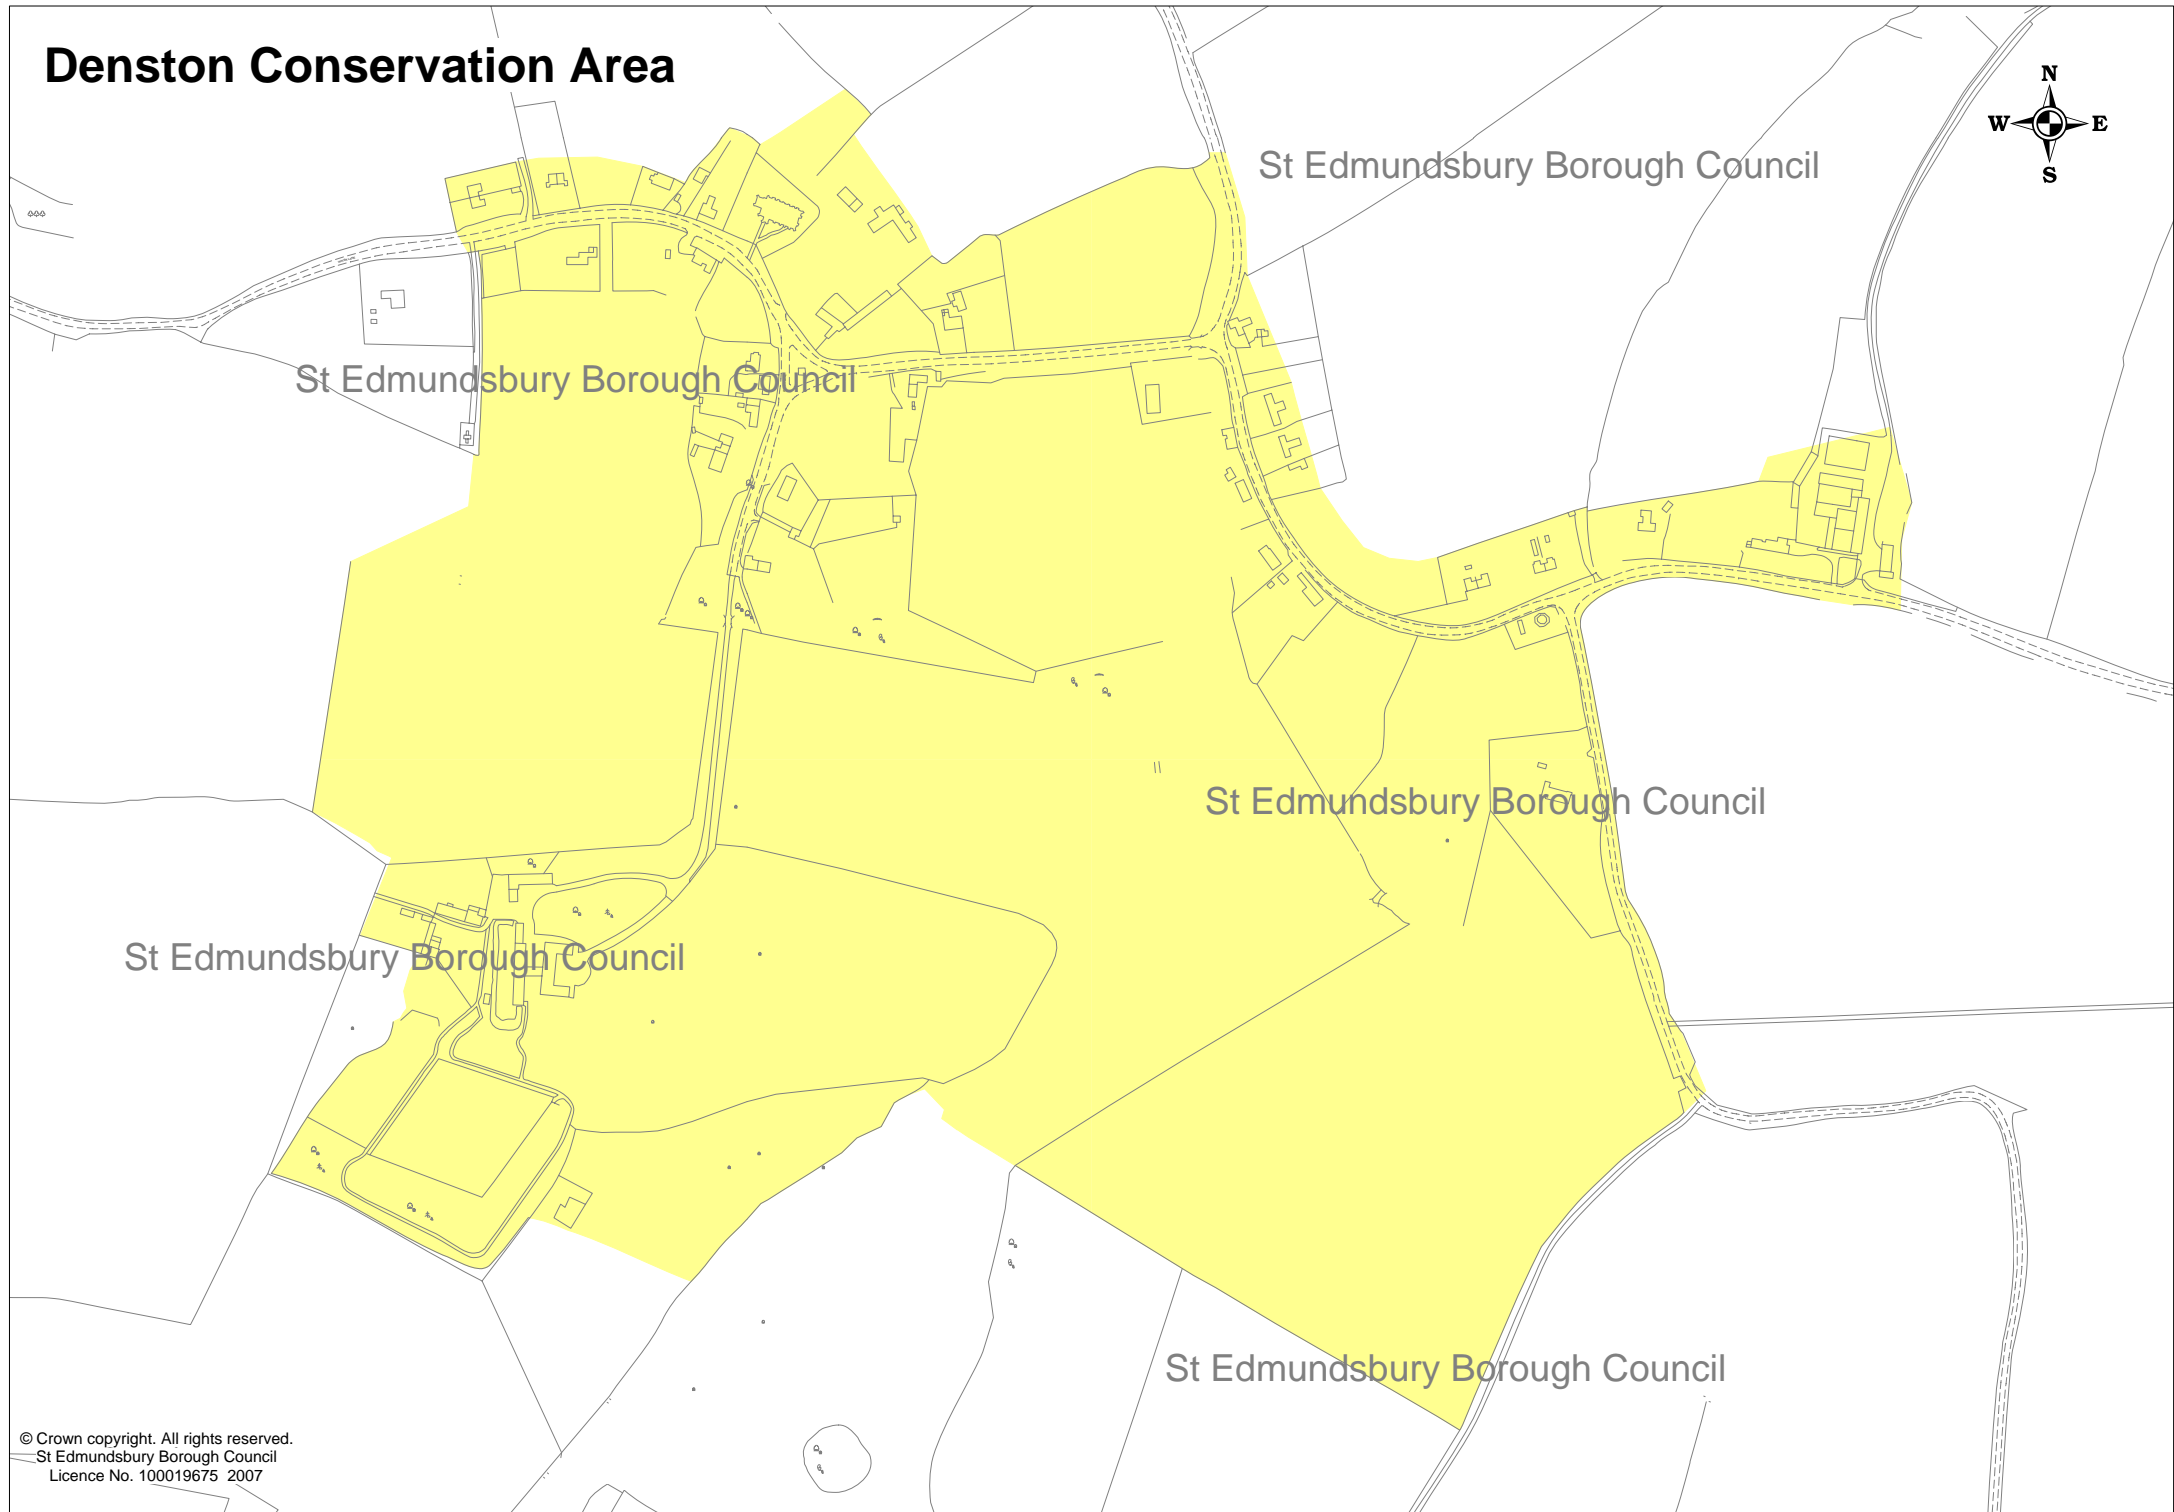 Denston Conservation Area
N
W E
S
St Edmundsbury Borough Council
St Edmundsbury Borough Council
St Edmundsbury Borough Council
St Edmundsbury Borough Council
St Edmundsbury Borough Council
© Crown copyright. All rights reserved.
St Edmundsbury Borough Council
Licence No. 100019675 2007